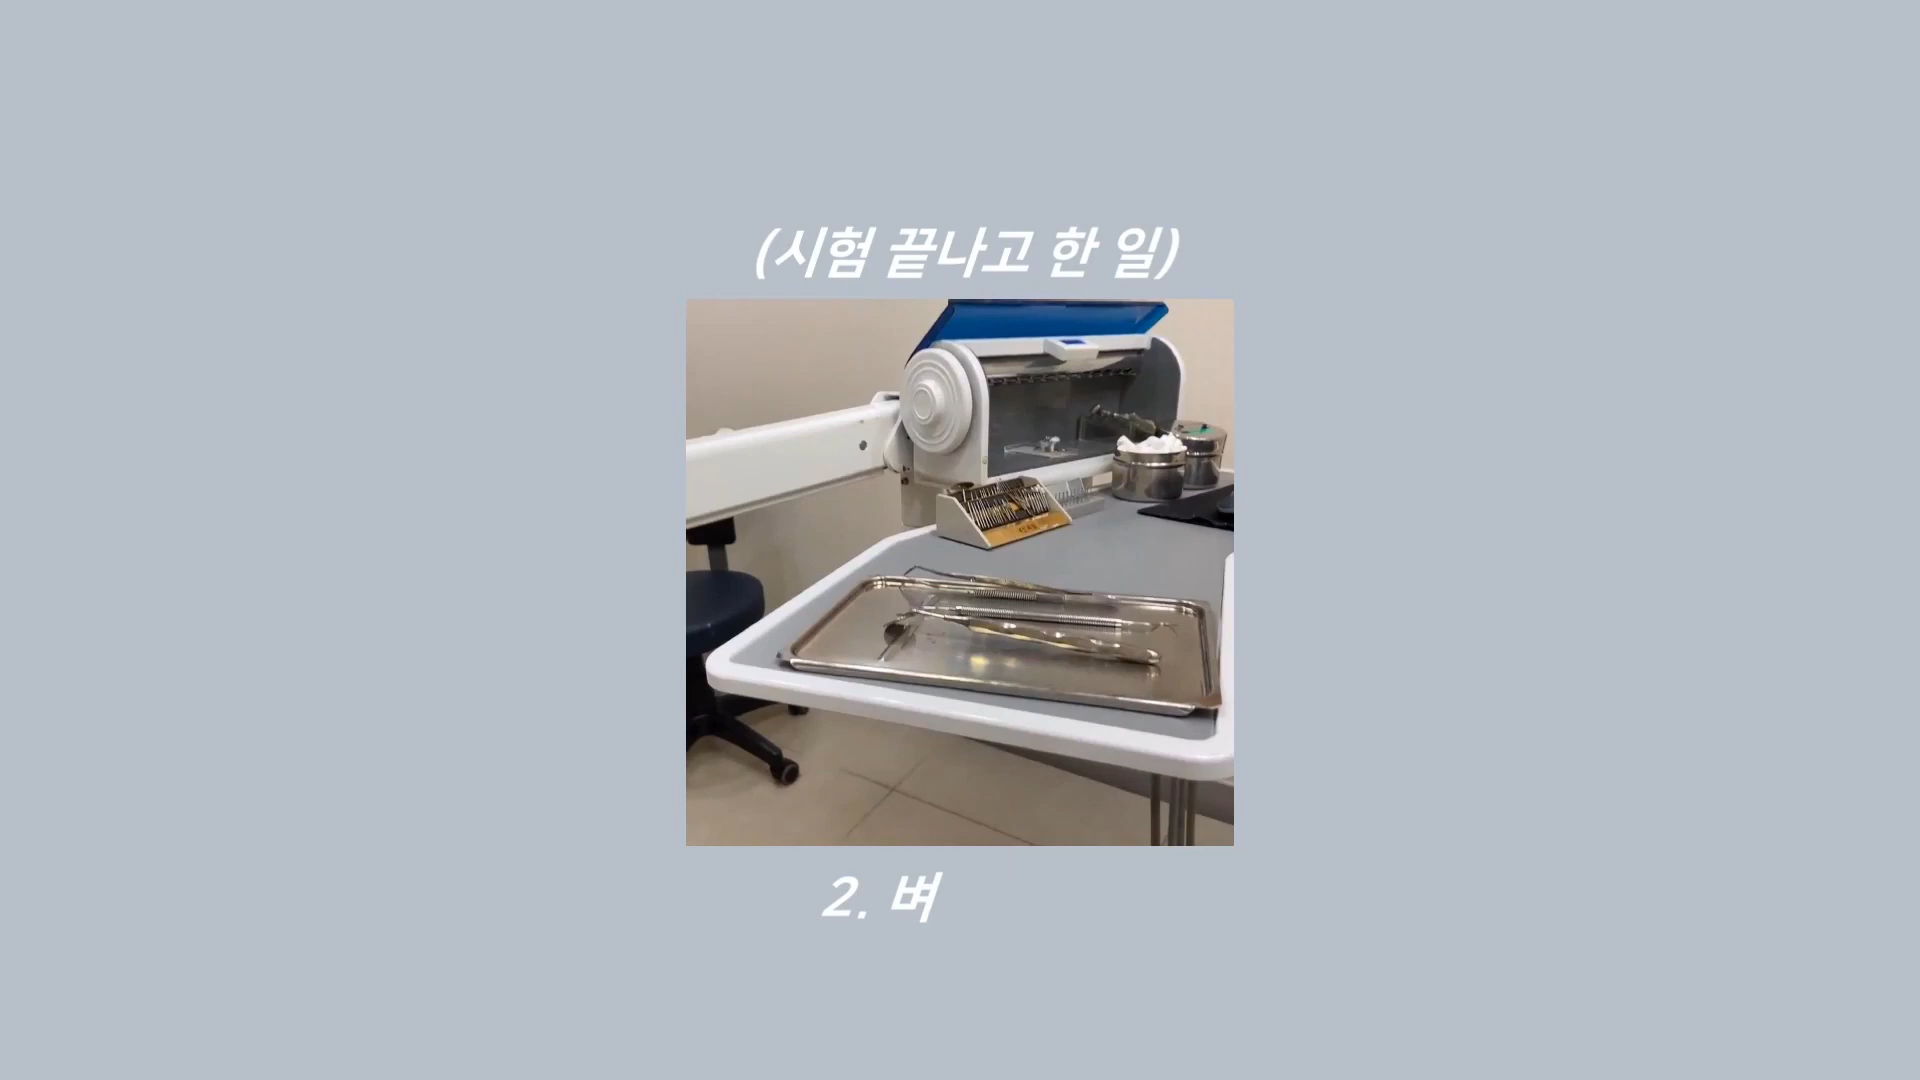 (시험 끝나고 한 일)
2. 벼